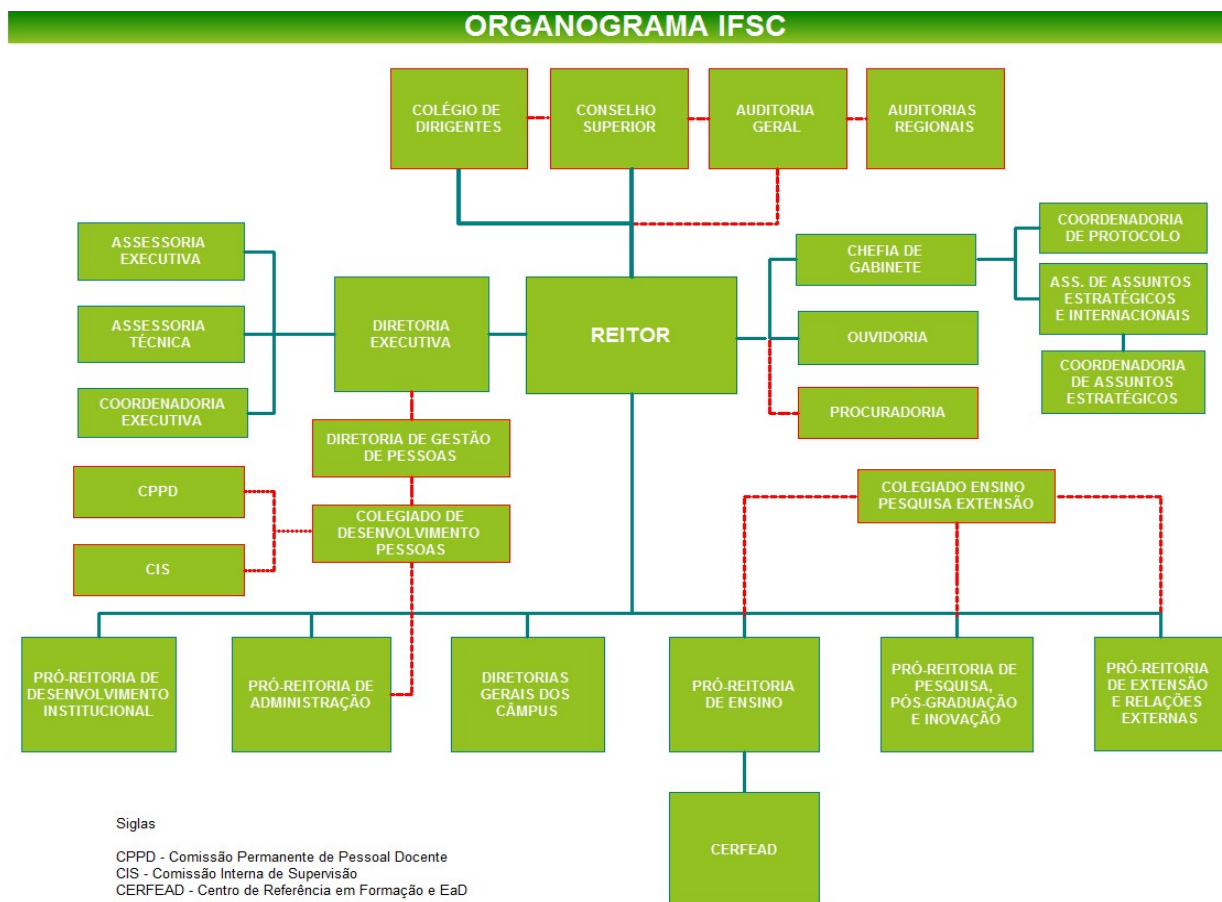 ORGANOGRAMA IFSC
COLÉGIO DE
DIRIGENTES
CONSELHO
SUPERIOR
AUDITORIA
GERAL
AUDITORIAS
REGIONAIS
ASSESSORIA
EXECUTIVA
ASSESSORIA
TÉCNICA
COORDENADORIA
EXECUTIVA
DIRETORIA
EXECUTIVA
REITOR
CHEFIA DE
GABINETE
OUVIDORIA
PROCURADORIA
COORDENADORIA
DE PROTOCOLO
ASS. DE ASSUNTOS
ESTRATÉGICOS
E INTERNACIONAIS
COORDENADORIA
DE ASSUNTOS
ESTRATÉGICOS
DIRETORIA DE GESTÃO
DE PESSOAS
CPPD
CIS
COLEGIADO DE
DESENVOLVIMENTO
PESSOAS
COLEGIADO ENSINO
PESQUISA EXTENSÃO
PRÓ-REITORIA DE
DESENVOLVIMENTO
INSTITUCIONAL
PRÓ-REITORIA DE
ADMINISTRAÇÃO
DIRETORIAS
GERAIS DOS
CÂMPUS
PRÓ-REITORIA
DE ENSINO
PRÓ-REITORIA DE
PESQUISA,
PÓS-GRADUAÇÃO
E INOVAÇÃO
PRÓ-REITORIA
DE EXTENSÃO
E RELAÇÕES
EXTERNAS
CERFEAD
Siglas
CPPD - Comissão Permanente de Pessoal Docente
CIS - Comissão Interna de Supervisão
CERFEAD - Centro de Referência em Formação e EaD